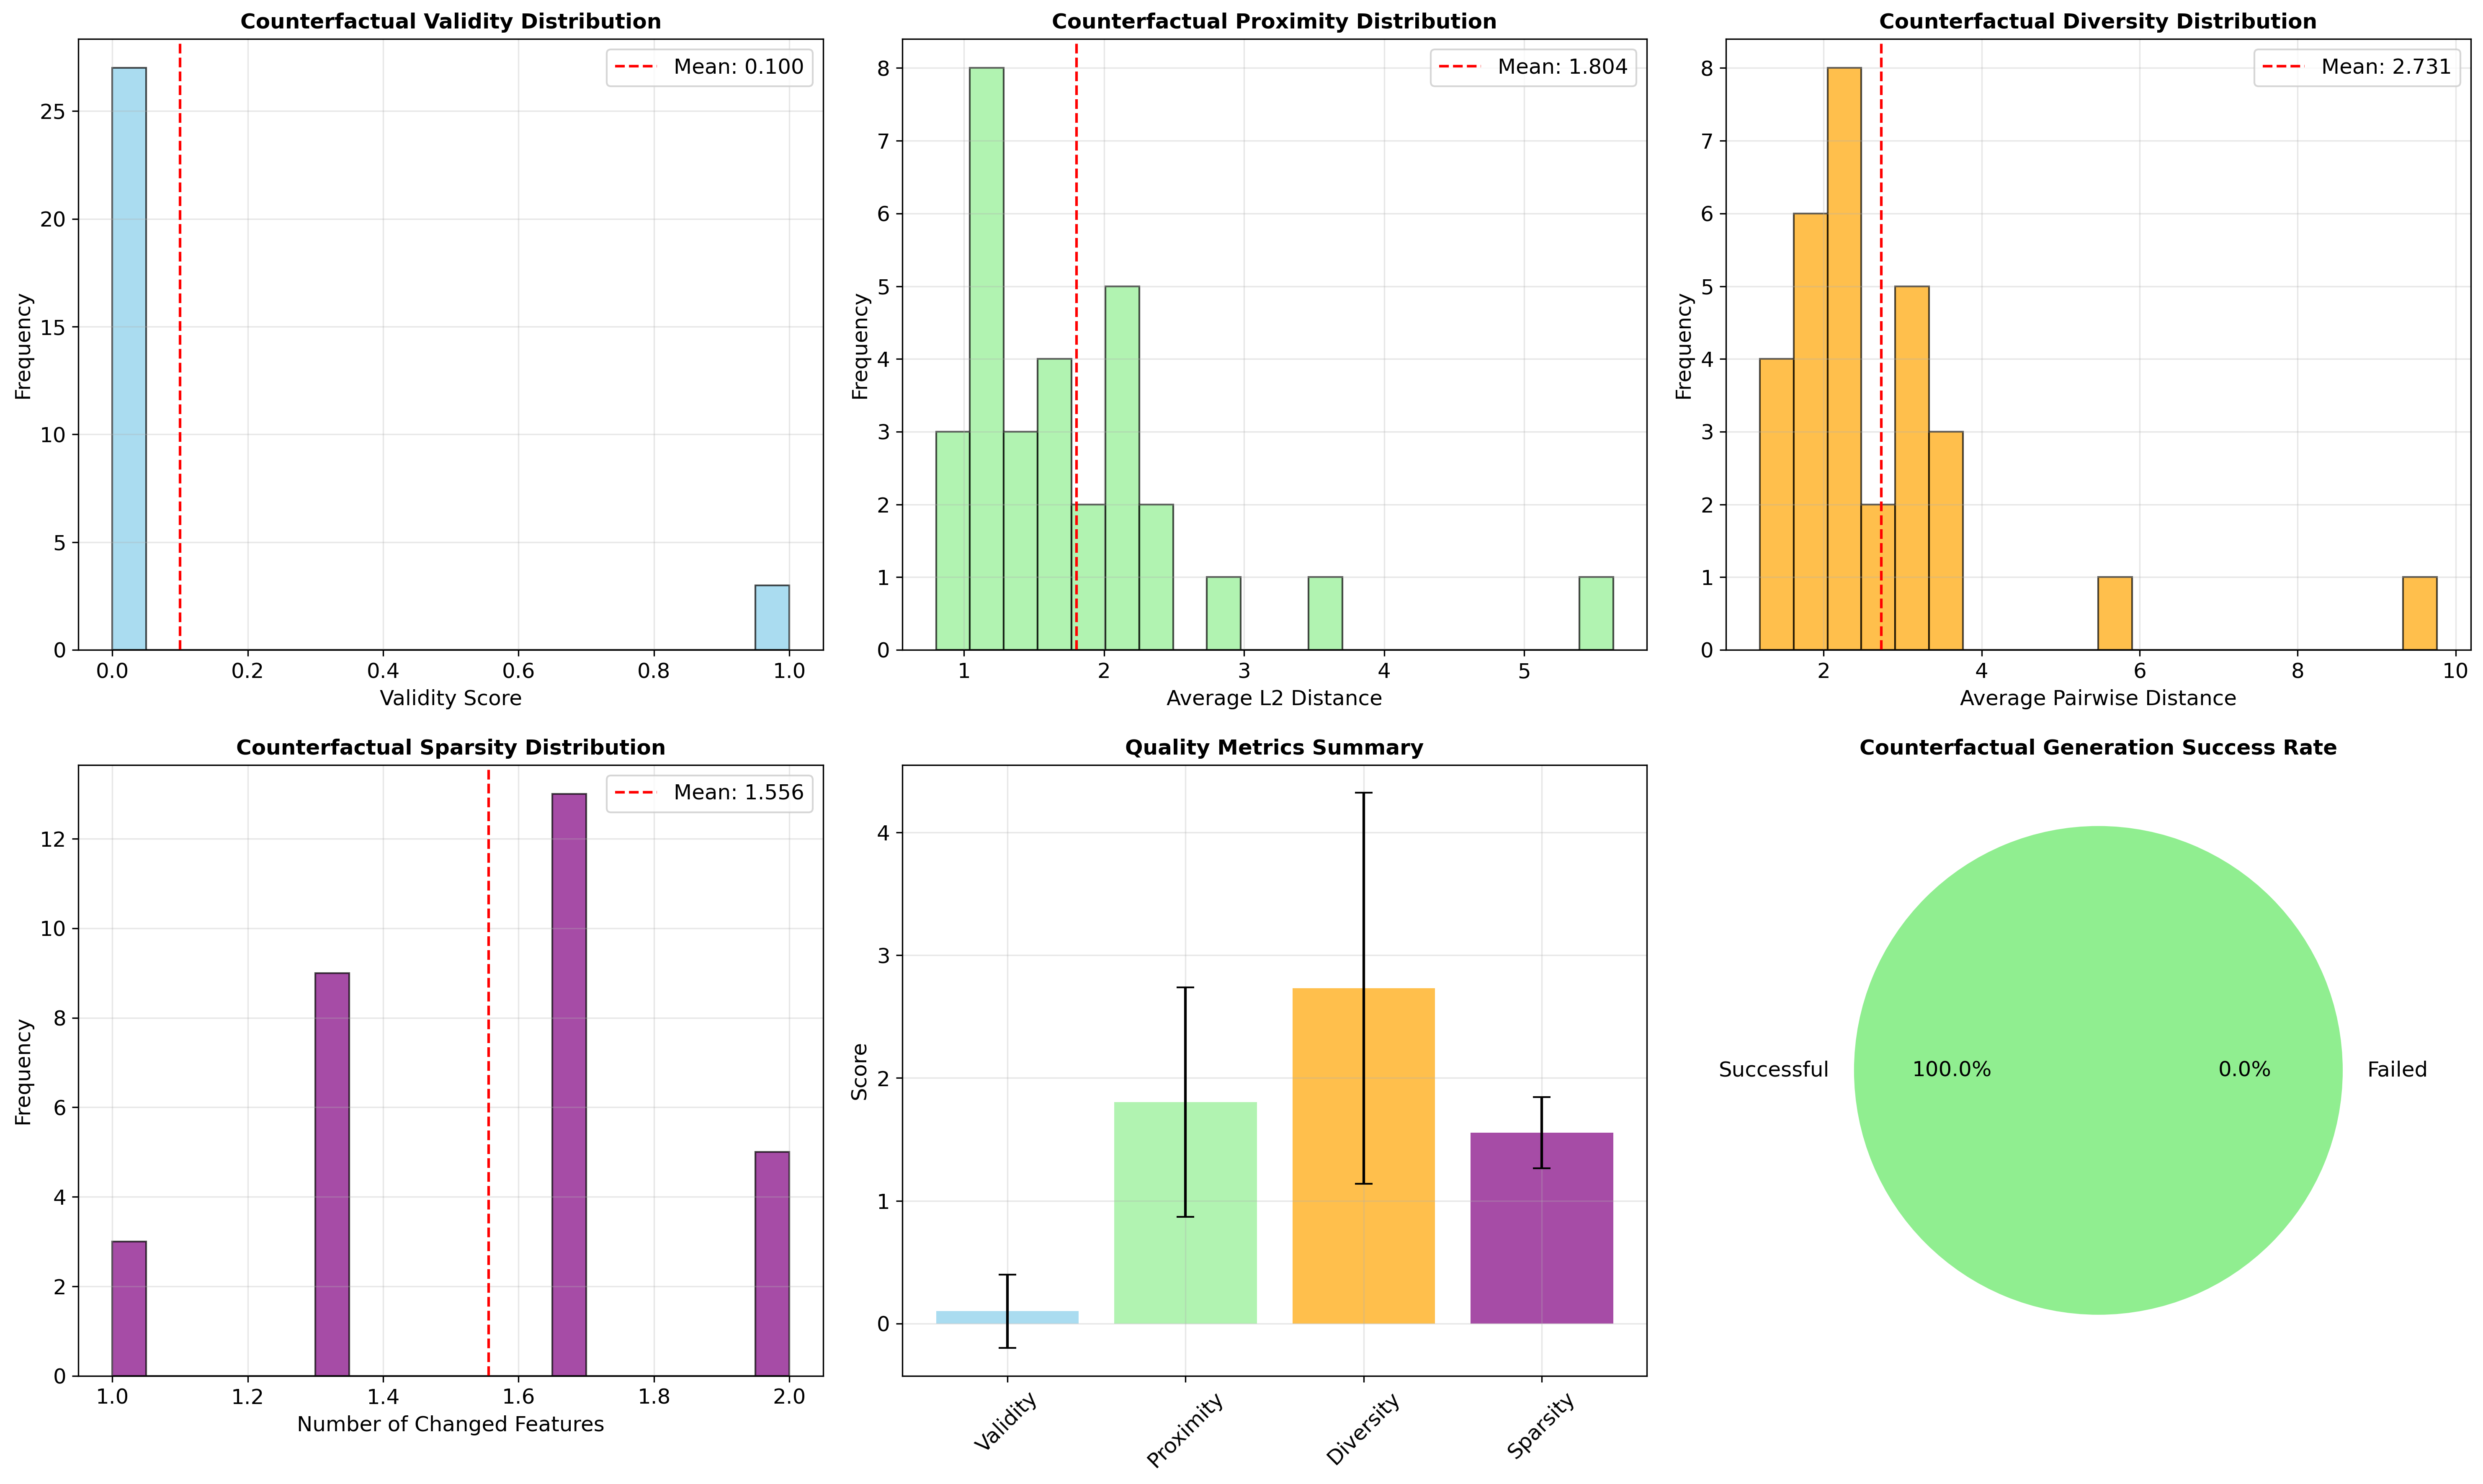 Counterfactual Validity Distribution
Mean: 0.100
Frequency
25
20
15
10
5
0
0.0 0.2 0.4 0.6 0.8 1.0
Validity Score
Counterfactual Proximity Distribution
Mean: 1.804
Frequency
8
7
6
5
4
3
2
1
0
1 2 3 4 5
Average L2 Distance
Counterfactual Diversity Distribution
Mean: 2.731
Frequency
8
7
6
5
4
3
2
1
0
2 4 6 8 10
Average Pairwise Distance
Counterfactual Sparsity Distribution
Mean: 1.556
Frequency
12
10
8
6
4
2
0
1.0 1.2 1.4 1.6 1.8 2.0
Number of Changed Features
Quality Metrics Summary
Score
4
3
2
1
0
Validity Proximity Diversity Sparsity
Counterfactual Generation Success Rate
Successful 100.0% 0.0% Failed